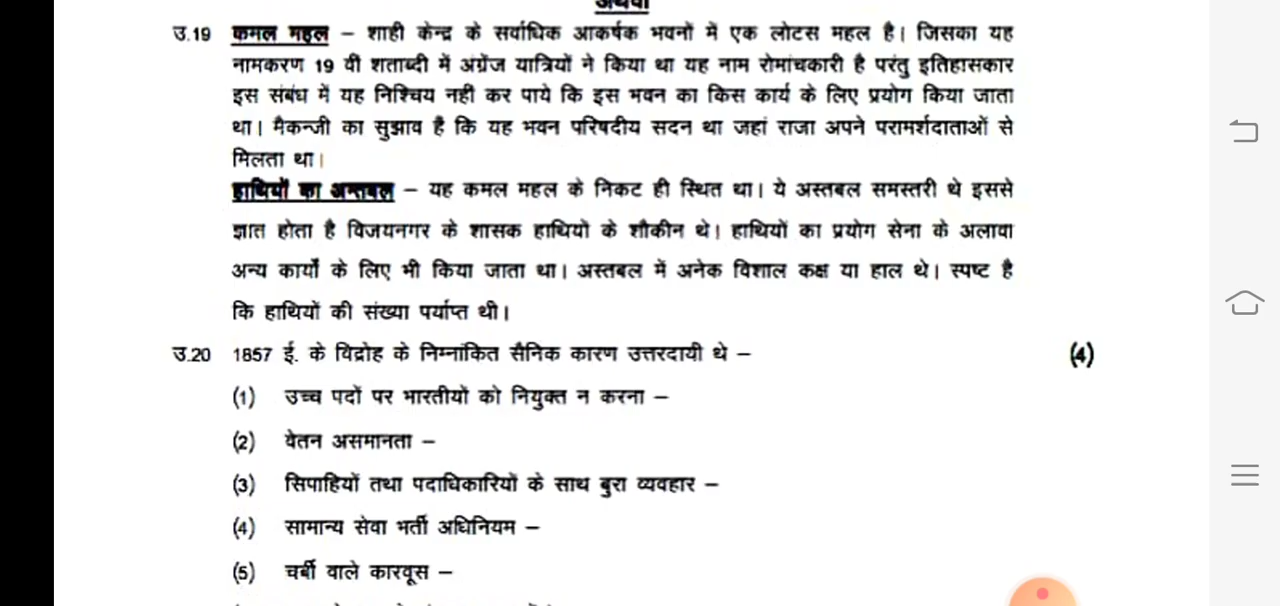 अथवा
उ.19 कमल महल – शाही केन्द्र के सर्वाधिक आकर्षक भवनों में एक लोटस महल है। जिसका यह
नामकरण 19 वी शताब्दी में अंग्रेंज यात्रियों ने किया था यह नाम रोमांचकारी है परंतु इतिहासकार
इस संबंध में यह निश्चिय नही कर पाये कि इस भवन का किस कार्य के लिए प्रयोग किया जाता
था। मैकन्जी का सुझाव है कि यह भवन परिषदीय सदन था जहां राजा अपने परामर्शदाताओं से
मिलता था।
हाथियों का अस्तबल – यह कमल महल के निकट ही स्थित था। ये अस्तबल समस्तरी थे इससे
ज्ञात होता है विजयनगर के शासक हाथियो के शौकीन थे। हाथियों का प्रयोग सेना के अलावा
अन्य कार्यों के लिए भी किया जाता था। अस्तबल में अनेक विशाल कक्ष या हाल थे। स्पष्ट है
कि हाथियों की संख्या पर्याप्त थी।
उ.20 1857 ई. के विद्रोह के निम्नांकित सैनिक कारण उत्तरदायी थे – (4)
(1) उच्च पदों पर भारतीयों को नियुक्त न करना –
(2) वेतन असमानता –
(3) सिपाहियों तथा पदाधिकारियों के साथ बुरा व्यवहार –
(4) सामान्य सेवा भर्ती अधिनियम –
(5) चर्बी वाले कारवूस –